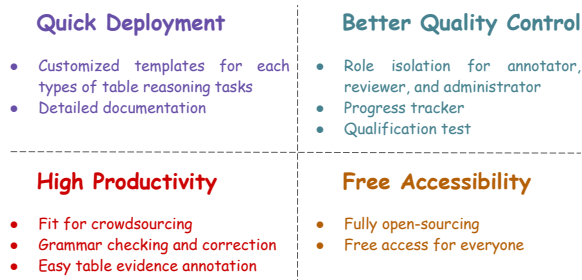 Quick Deployment
● Customized templates for each
types of table reasoning tasks
● Detailed documentation
Better Quality Control
● Role isolation for annotator,
reviewer, and administrator
● Progress tracker
● Qualification test
High Productivity
● Fit for crowdsourcing
● Grammar checking and correction
● Easy table evidence annotation
Free Accessibility
● Fully open-sourcing
● Free access for everyone